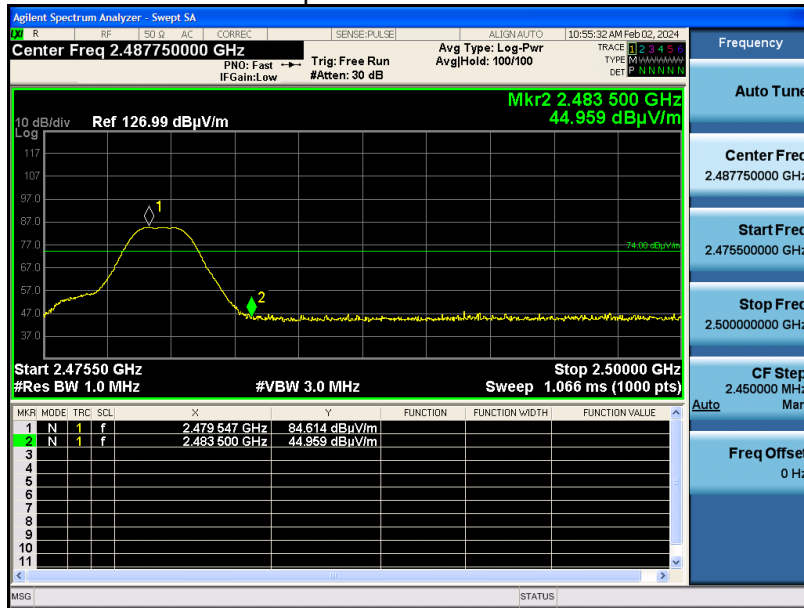 Agilent Spectrum Analyzer - Swept SA
LXI R RF 50 Ω AC CORREC SENSE:PULSE ALIGNAUTO 10:55:32 AM Feb 02, 2024
Center Freq 2.487750000 GHz
PNO: Fast
IFGain:Low
Trig: Free Run
#Atten: 30 dB
Avg Type: Log-Pwr
Avg|Hold: 100/100
TRACE 1 2 3 4 5 6
TYPE M
DET P N N N N N
Mkr2 2.483 500 GHz
44.959 dBµV/m
10 dB/div
Log
Ref 126.99 dBµV/m
117
107
97.0
87.0
77.0
67.0
57.0
47.0
37.0
1
2
74.00 dBµV/m
Start 2.47550 GHz
Stop 2.50000 GHz
#Res BW 1.0 MHz #VBW 3.0 MHz Sweep 1.066 ms (1000 pts)
MKR MODE TRC SCL X Y FUNCTION FUNCTION WIDTH FUNCTION VALUE
1 N 1 f 2.479 547 GHz 84.614 dBµV/m
2 N 1 f 2.483 500 GHz 44.959 dBµV/m
3
4
5
6
7
8
9
10
11
MSG STATUS
Frequency
Auto Tune
Center Freq
2.487750000 GHz
Start Freq
2.475500000 GHz
Stop Freq
2.500000000 GHz
CF Step
2.450000 MHz
Auto Man
Freq Offset
0 Hz